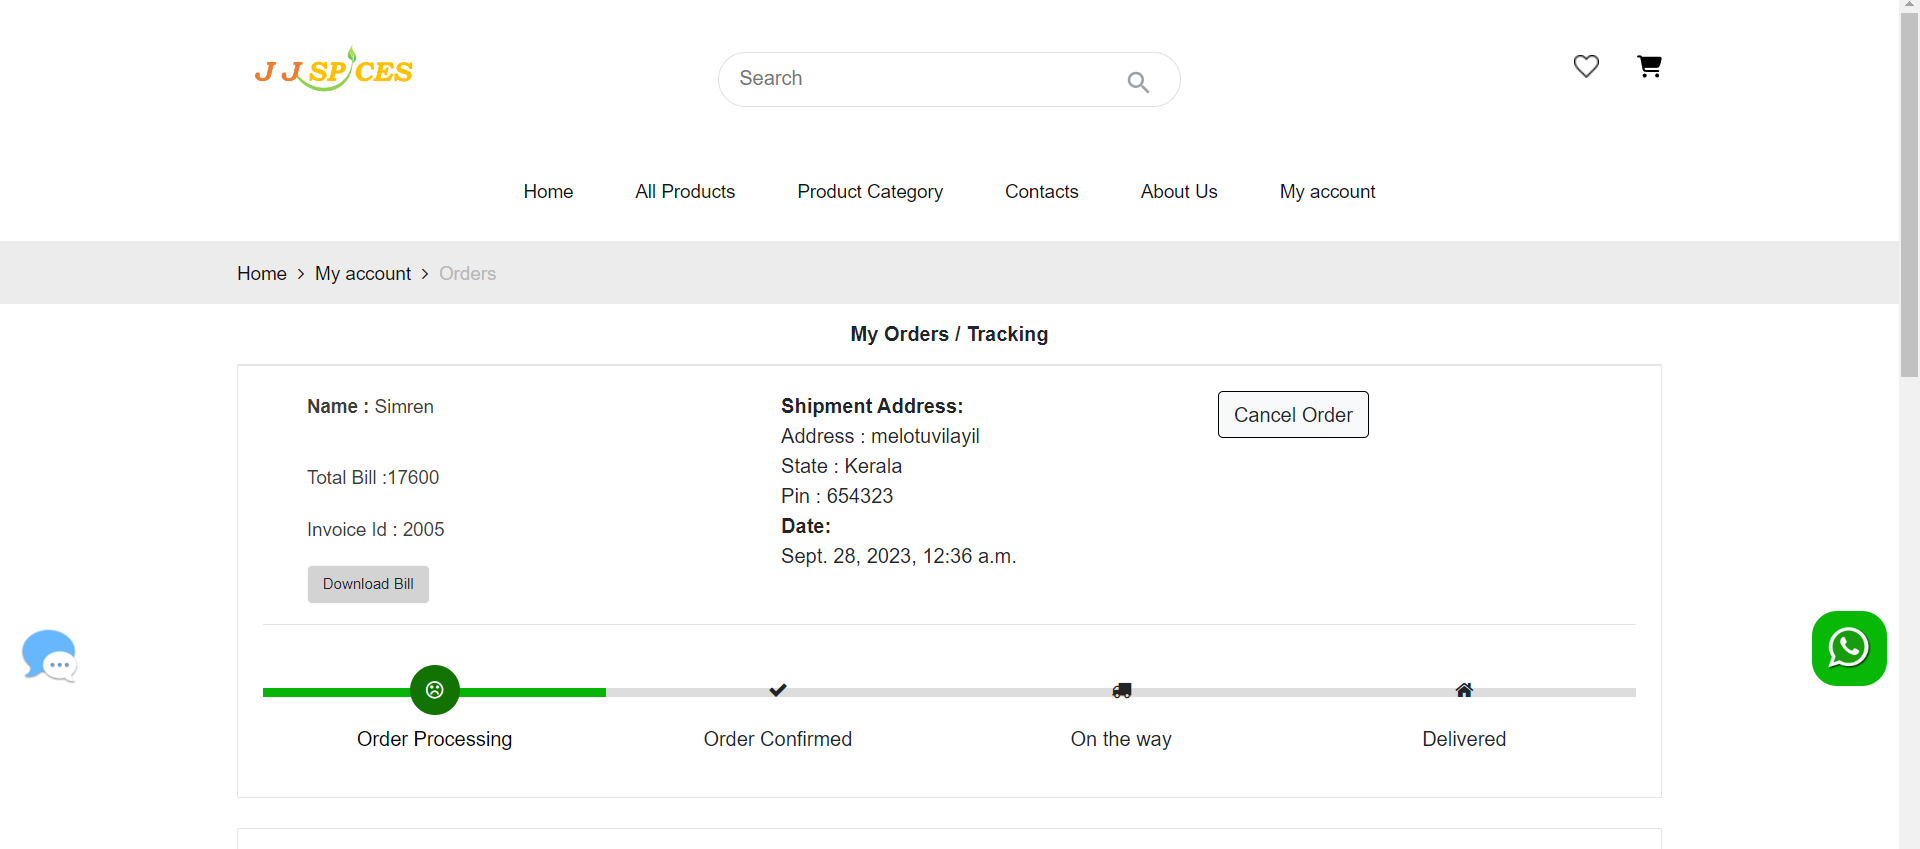 J J SPICES
Search
Home
All Products
Product Category
Contacts
About Us
My account
Home > My account > Orders
My Orders / Tracking
Name : Simren
Total Bill :17600
Invoice Id : 2005
Download Bill
Shipment Address:
Address : melotuvilayil
State : Kerala
Pin : 654323
Date:
Sept. 28, 2023, 12:36 a.m.
Cancel Order
Order Processing
Order Confirmed
On the way
Delivered